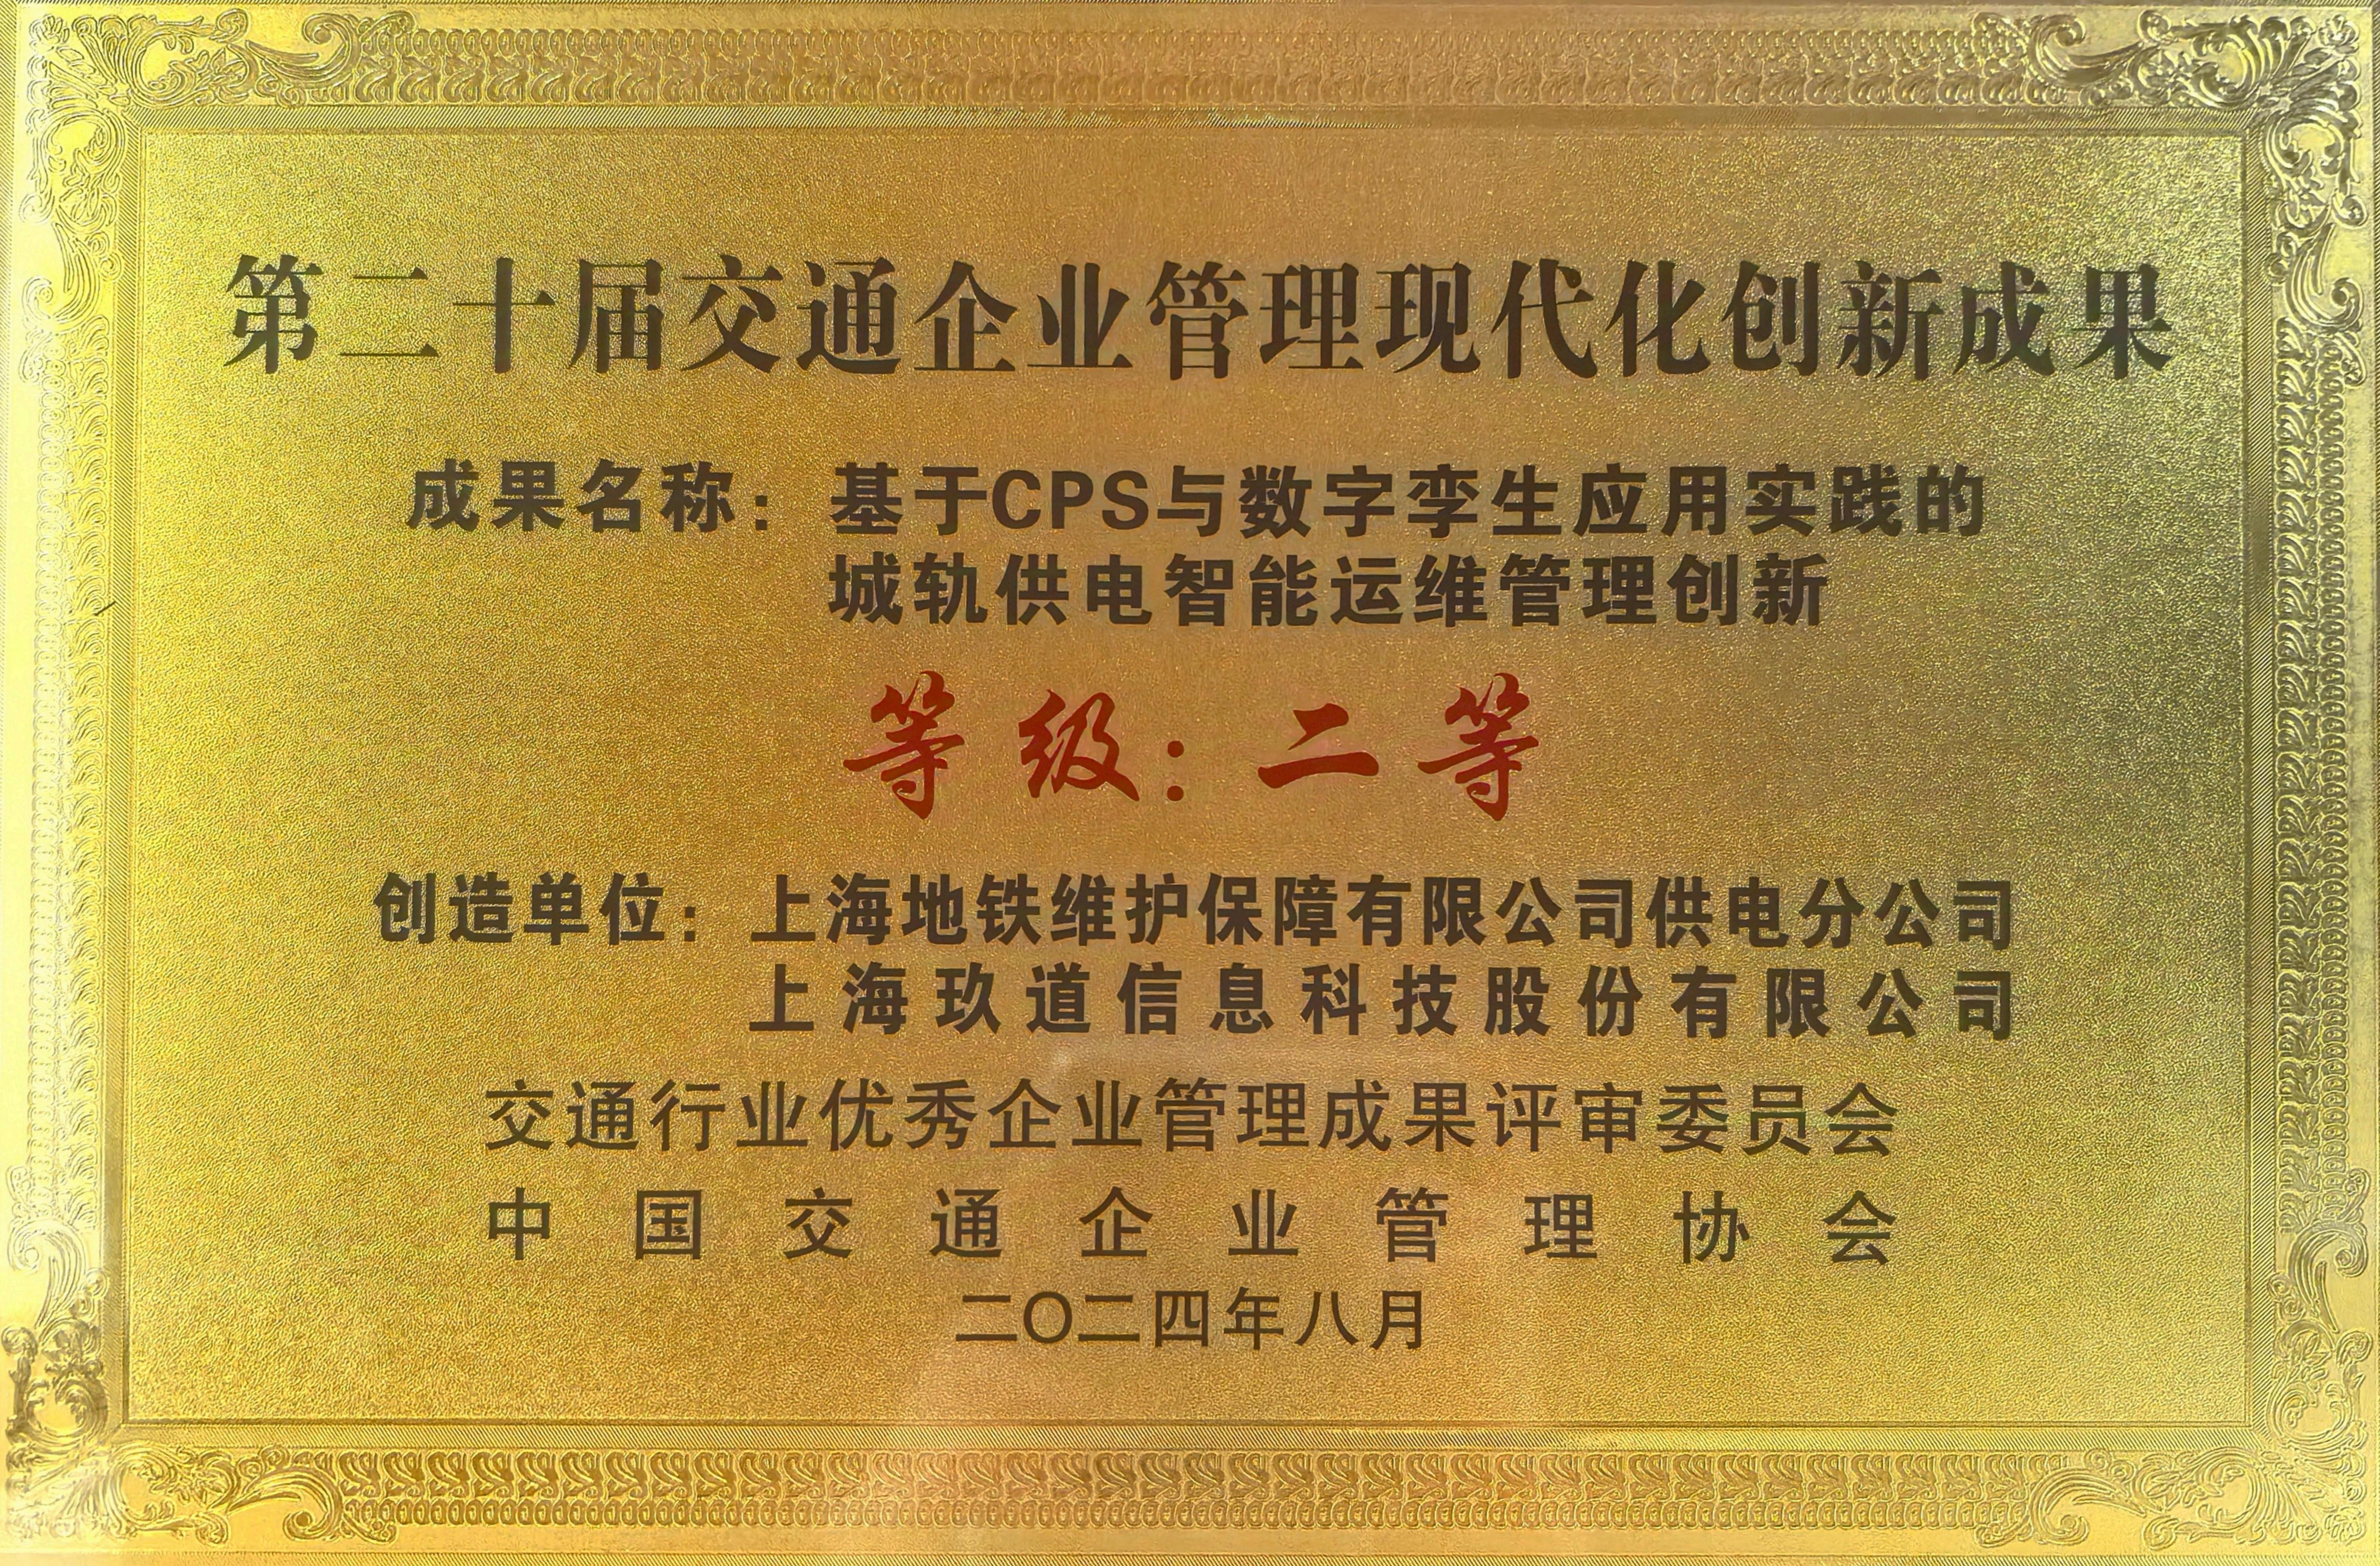 第二十届交通企业管理现代化创新成果
成果名称：基于CPS与数字孪生应用实践的
城轨供电智能运维管理创新
等级：二等
创造单位：上海地铁维护保障有限公司供电分公司
上海玖道信息科技股份有限公司
交通行业优秀企业管理成果评审委员会
中国交通企业管理协会
二〇二四年八月